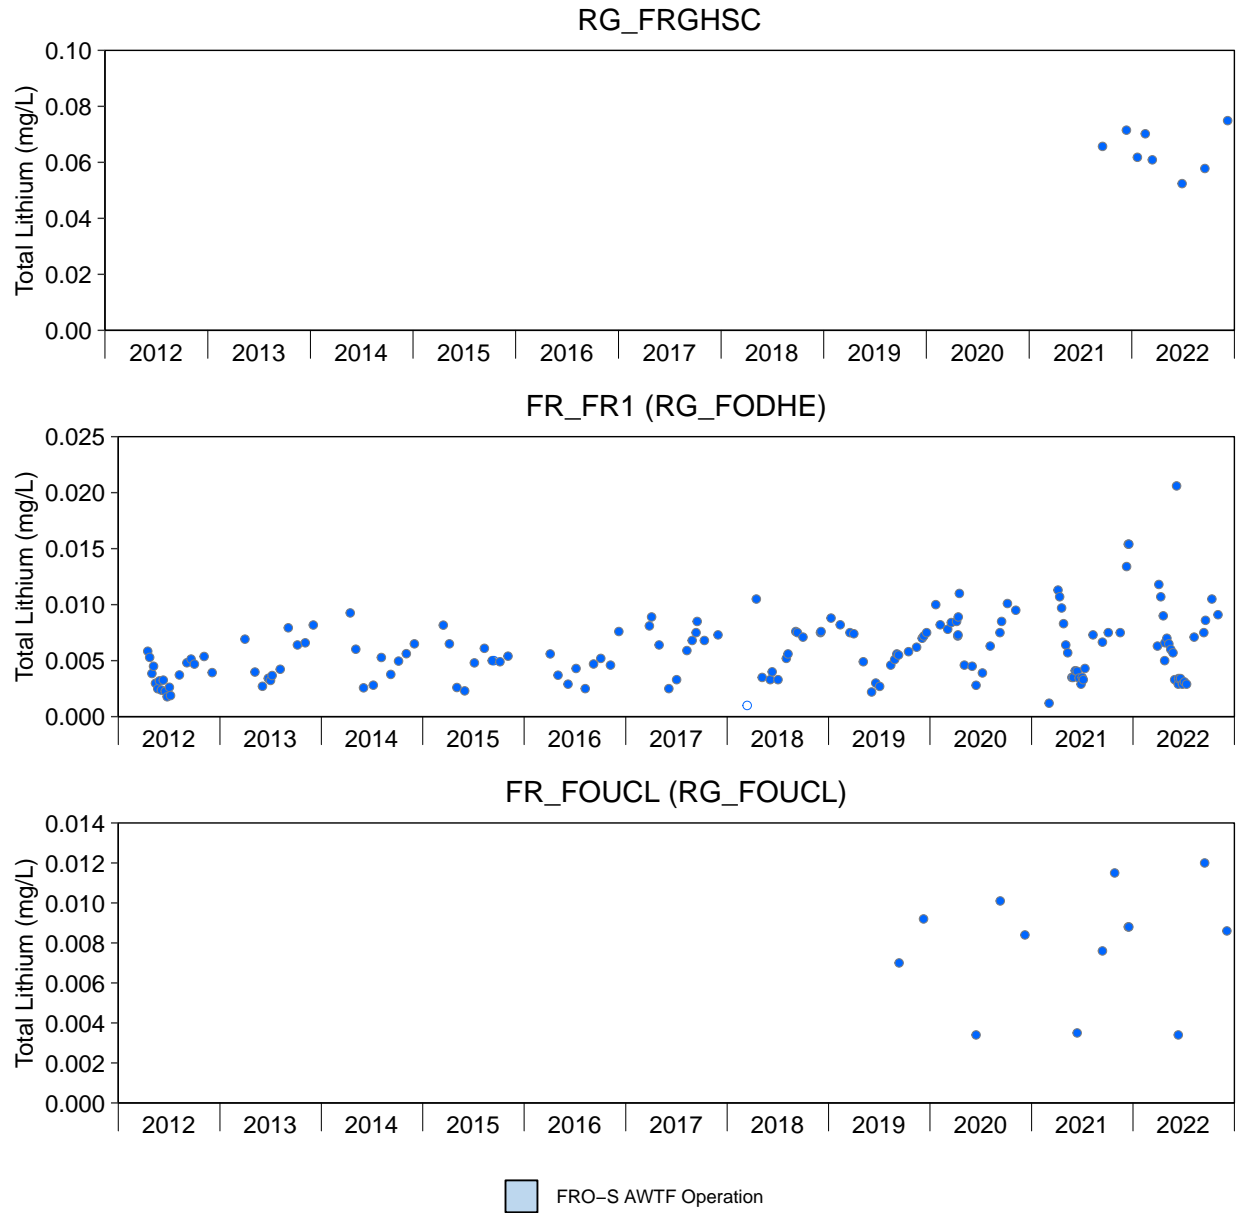 RG_FRGHSC
Total Lithium (mg/L)
0.10
0.08
0.06
0.04
0.02
0.00
2012 2013 2014 2015 2016 2017 2018 2019 2020 2021 2022
FR_FR1 (RG_FODHE)
Total Lithium (mg/L)
0.025
0.020
0.015
0.010
0.005
0.000
2012 2013 2014 2015 2016 2017 2018 2019 2020 2021 2022
FR_FOUCL (RG_FOUCL)
Total Lithium (mg/L)
0.014
0.012
0.010
0.008
0.006
0.004
0.002
0.000
2012 2013 2014 2015 2016 2017 2018 2019 2020 2021 2022
FRO−S AWTF Operation